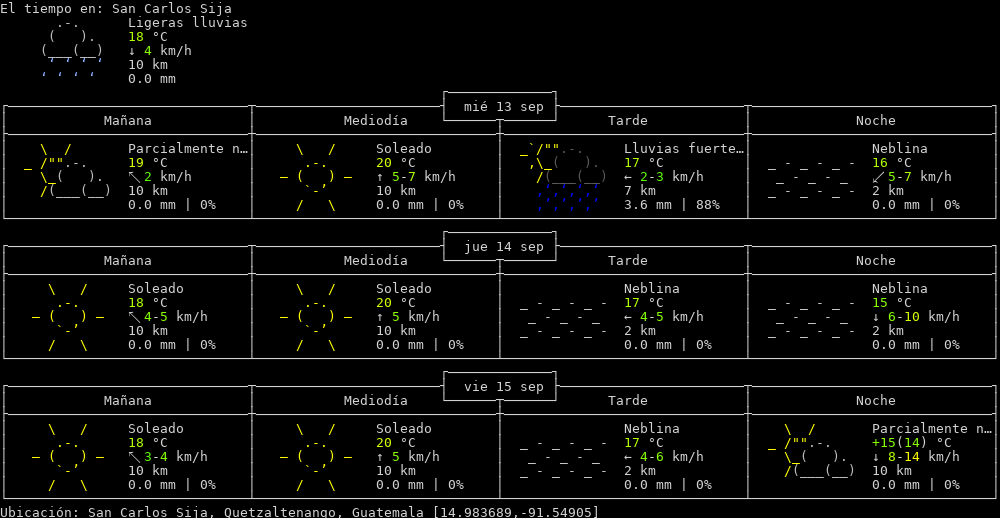 El tiempo en: San Carlos Sija
Ligeras lluvias
18 °C
↓ 4 km/h
10 km
0.0 mm
mié 13 sep
Mañana Mediodía Tarde Noche
Parcialmente n… Soleado Lluvias fuerte… Neblina
19 °C 20 °C 17 °C 16 °C
↖ 2 km/h ↑ 5-7 km/h ← 2-3 km/h ↙ 5-7 km/h
10 km 10 km 7 km 2 km
0.0 mm | 0% 0.0 mm | 0% 3.6 mm | 88% 0.0 mm | 0%
jue 14 sep
Mañana Mediodía Tarde Noche
Soleado Soleado Neblina Neblina
18 °C 20 °C 17 °C 15 °C
↖ 4-5 km/h ↑ 5 km/h ← 4-5 km/h ↓ 6-10 km/h
10 km 10 km 2 km 2 km
0.0 mm | 0% 0.0 mm | 0% 0.0 mm | 0% 0.0 mm | 0%
vie 15 sep
Mañana Mediodía Tarde Noche
Soleado Soleado Neblina Parcialmente n…
18 °C 20 °C 17 °C +15(14) °C
↖ 3-4 km/h ↑ 5 km/h ← 4-6 km/h ↓ 8-14 km/h
10 km 10 km 2 km 10 km
0.0 mm | 0% 0.0 mm | 0% 0.0 mm | 0% 0.0 mm | 0%
Ubicación: San Carlos Sija, Quetzaltenango, Guatemala [14.983689,-91.54905]